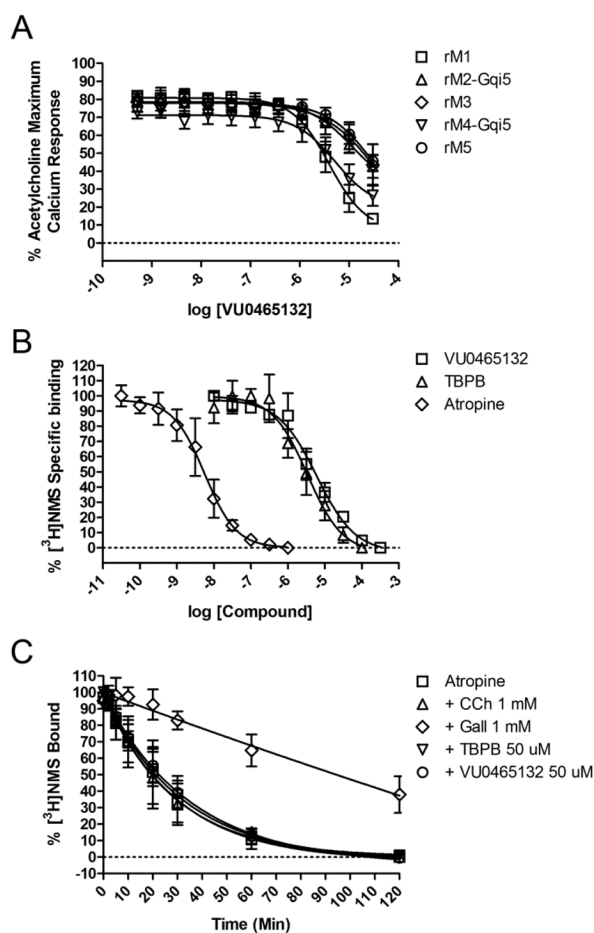 A
% Acetylcholine Maximum
Calcium Response
100
90
80
70
60
50
40
30
20
10
0
-10 -9 -8 -7 -6 -5 -4
log [VU0465132]
rM1
rM2-Gqi5
rM3
rM4-Gqi5
rM5
B
% [³H]NMS Specific binding
120
110
100
90
80
70
60
50
40
30
20
10
0
-11 -10 -9 -8 -7 -6 -5 -4 -3
log [Compound]
VU0465132
TBPB
Atropine
C
% [³H]NMS Bound
110
100
90
80
70
60
50
40
30
20
10
0
-10
0 10 20 30 40 50 60 70 80 90 100 110 120
Time (Min)
Atropine
+ CCh 1 mM
+ Gall 1 mM
+ TBPB 50 uM
+ VU0465132 50 uM